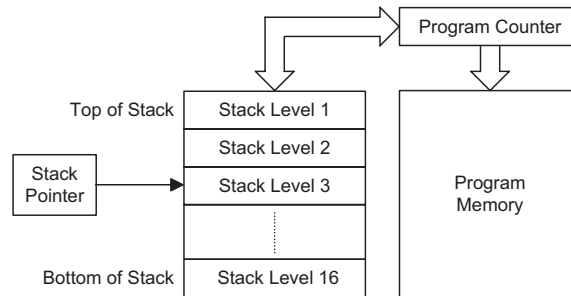 Program Counter
Top of Stack
Stack Level 1
Stack Level 2
Stack
Pointer
Stack Level 3
Program
Memory
Bottom of Stack
Stack Level 16